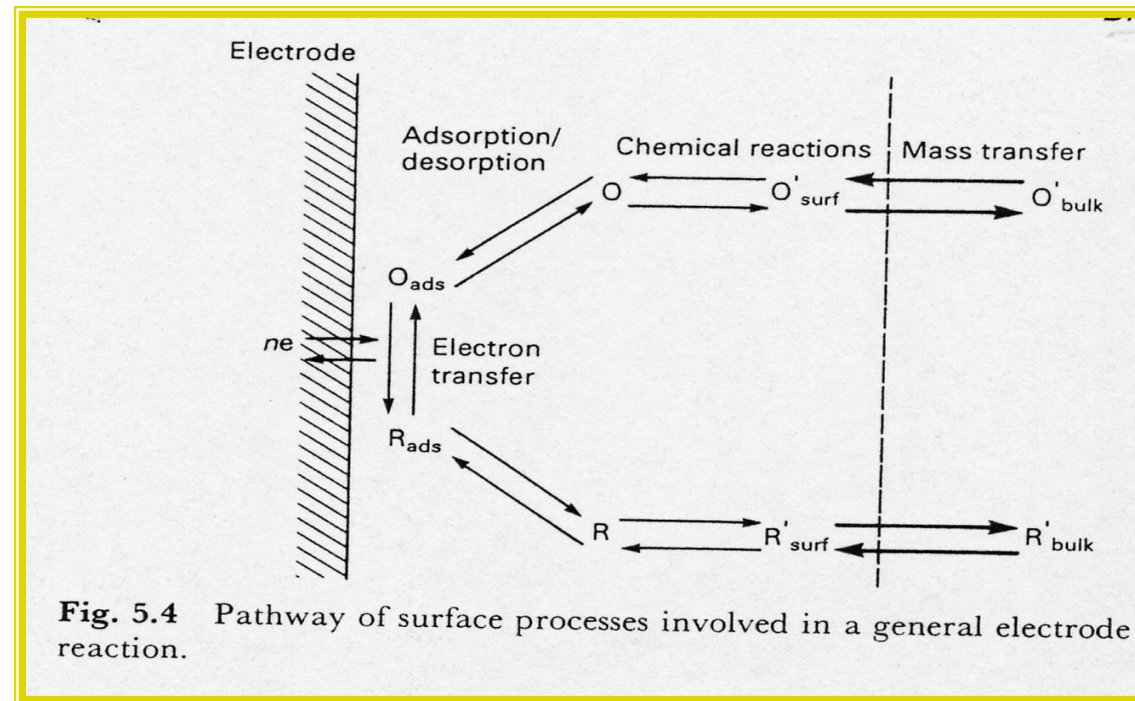 Electrode
Adsorption/
desorption
Chemical reactions
Mass transfer
O
O'surf
O'bulk
Oads
ne
Electron
transfer
Rads
R
R'surf
R'bulk
Fig. 5.4 Pathway of surface processes involved in a general electrode
reaction.